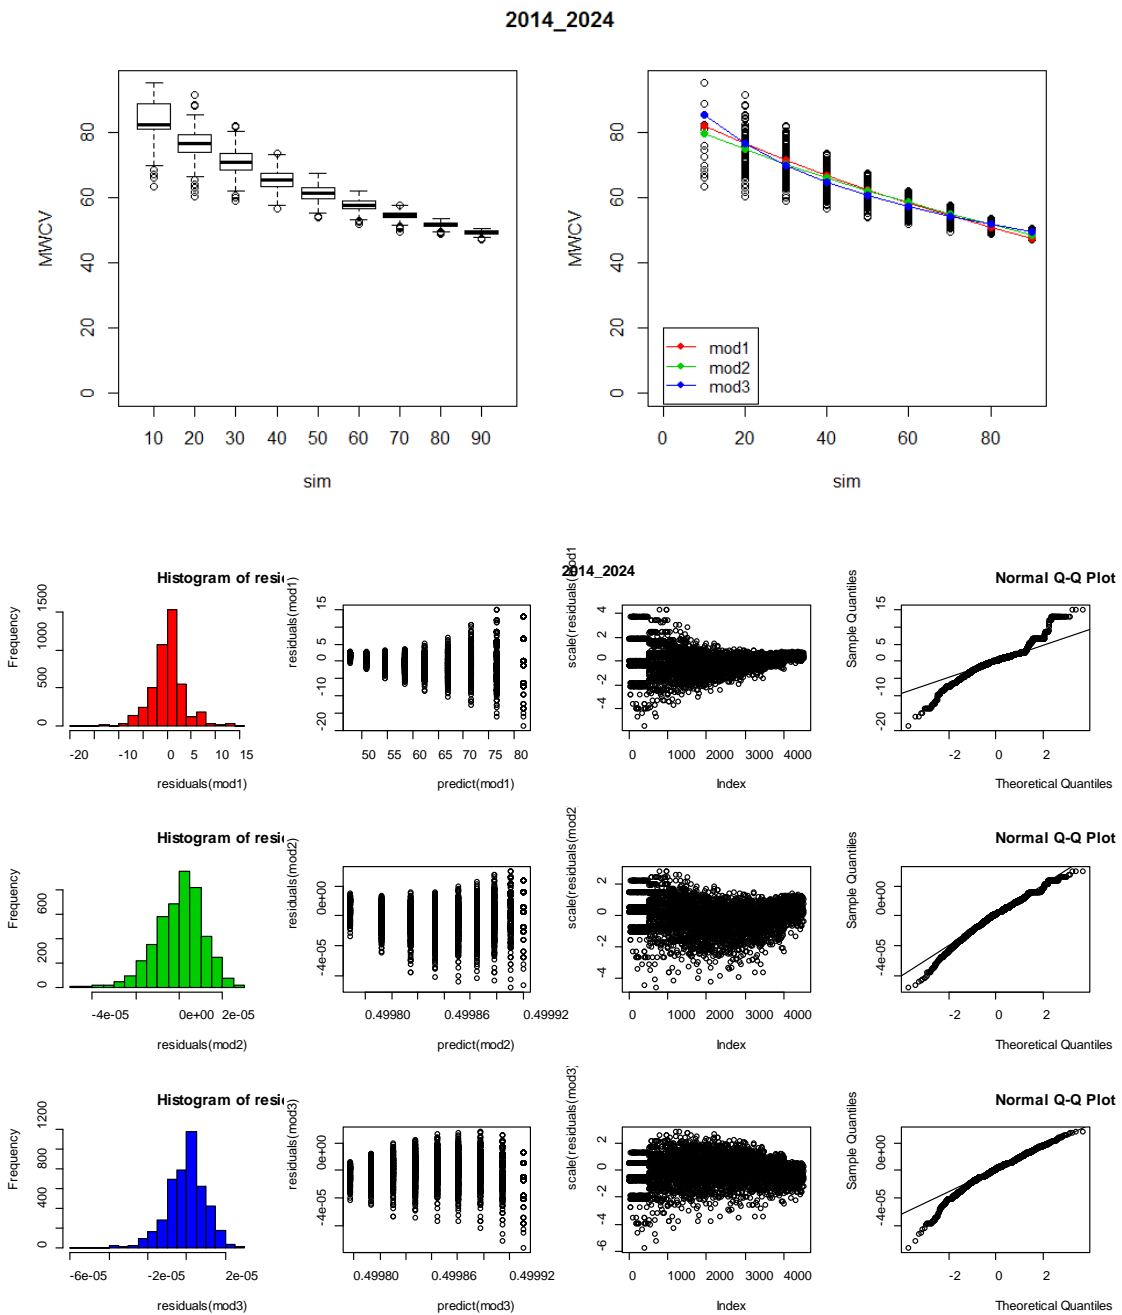 2014_2024
MWCV
0 20 40 60 80
10 20 30 40 50 60 70 80 90
sim
MWCV
0 20 40 60 80
mod1
mod2
mod3
0 20 40 60 80
sim
2014_2024
Histogram of resi
Frequency
0 500 1000 1500
-20 -10 0 5 10 15
residuals(mod1)
residuals(mod1)
-20 -10 0 5 15
50 55 60 65 70 75 80
predict(mod1)
scale(residuals(mod1
-4 -2 0 2 4
0 1000 2000 3000 4000
Index
Normal Q-Q Plot
Sample Quantiles
-20 -10 0 5 15
-2 0 2
Theoretical Quantiles
Histogram of resi
Frequency
0 200 600
-4e-05 0e+00 2e-05
residuals(mod2)
residuals(mod2)
-4e-05 0e+00
0.49980 0.49986 0.49992
predict(mod2)
scale(residuals(mod2
-4 -2 0 2
0 1000 2000 3000 4000
Index
Normal Q-Q Plot
Sample Quantiles
-4e-05 0e+00
-2 0 2
Theoretical Quantiles
Histogram of resi
Frequency
0 400 800 1200
-6e-05 -2e-05 2e-05
residuals(mod3)
residuals(mod3)
-4e-05 0e+00
0.49980 0.49986 0.49992
predict(mod3)
scale(residuals(mod3)
-6 -4 -2 0 2
0 1000 2000 3000 4000
Index
Normal Q-Q Plot
Sample Quantiles
-4e-05 0e+00
-2 0 2
Theoretical Quantiles